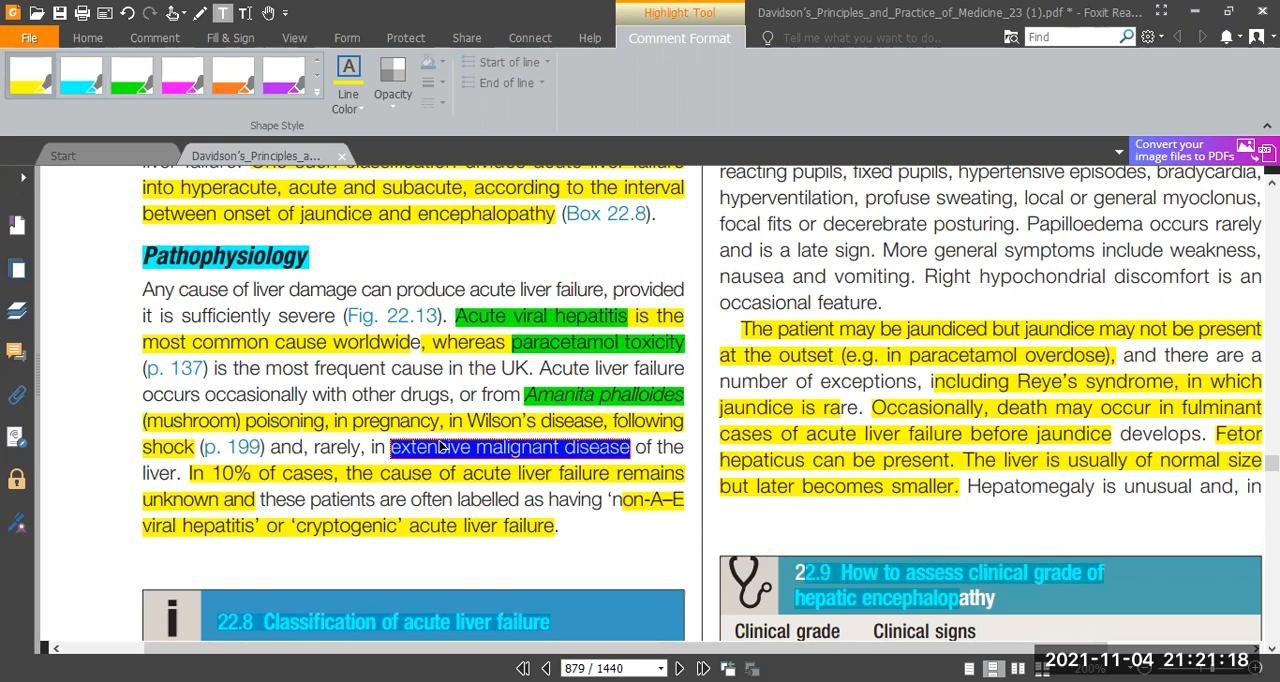 Highlight Tool
Davidson's_Principles_and_Practice_of_Medicine_23 (1).pdf * - Foxit Rea...
File
Home
Comment
Fill & Sign
View
Form
Protect
Share
Connect
Help
Comment Format
Tell me what you want to do..
Find
Line
Color
Opacity
Start of line
End of line
Shape Style
Start
Davidson's_Principles_a...
Convert your
image files to PDFs
into hyperacute, acute and subacute, according to the interval
between onset of jaundice and encephalopathy (Box 22.8).
Pathophysiology
Any cause of liver damage can produce acute liver failure, provided
it is sufficiently severe (Fig. 22.13). Acute viral hepatitis is the
most common cause worldwide, whereas paracetamol toxicity
(p. 137) is the most frequent cause in the UK. Acute liver failure
occurs occasionally with other drugs, or from Amanita phalloides
(mushroom) poisoning, in pregnancy, in Wilson's disease, following
shock (p. 199) and, rarely, in extensive malignant disease of the
liver. In 10% of cases, the cause of acute liver failure remains
unknown and these patients are often labelled as having 'non-A–E
viral hepatitis' or 'cryptogenic' acute liver failure.
i
22.8 Classification of acute liver failure
reacting pupils, fixed pupils, hypertensive episodes, bradycardia,
hyperventilation, profuse sweating, local or general myoclonus,
focal fits or decerebrate posturing. Papilloedema occurs rarely
and is a late sign. More general symptoms include weakness,
nausea and vomiting. Right hypochondrial discomfort is an
occasional feature.
The patient may be jaundiced but jaundice may not be present
at the outset (e.g. in paracetamol overdose), and there are a
number of exceptions, including Reye's syndrome, in which
jaundice is rare. Occasionally, death may occur in fulminant
cases of acute liver failure before jaundice develops. Fetor
hepaticus can be present. The liver is usually of normal size
but later becomes smaller. Hepatomegaly is unusual and, in
22.9 How to assess clinical grade of
hepatic encephalopathy
Clinical grade
Clinical signs
879 / 1440
2021-11-04 21:21:18